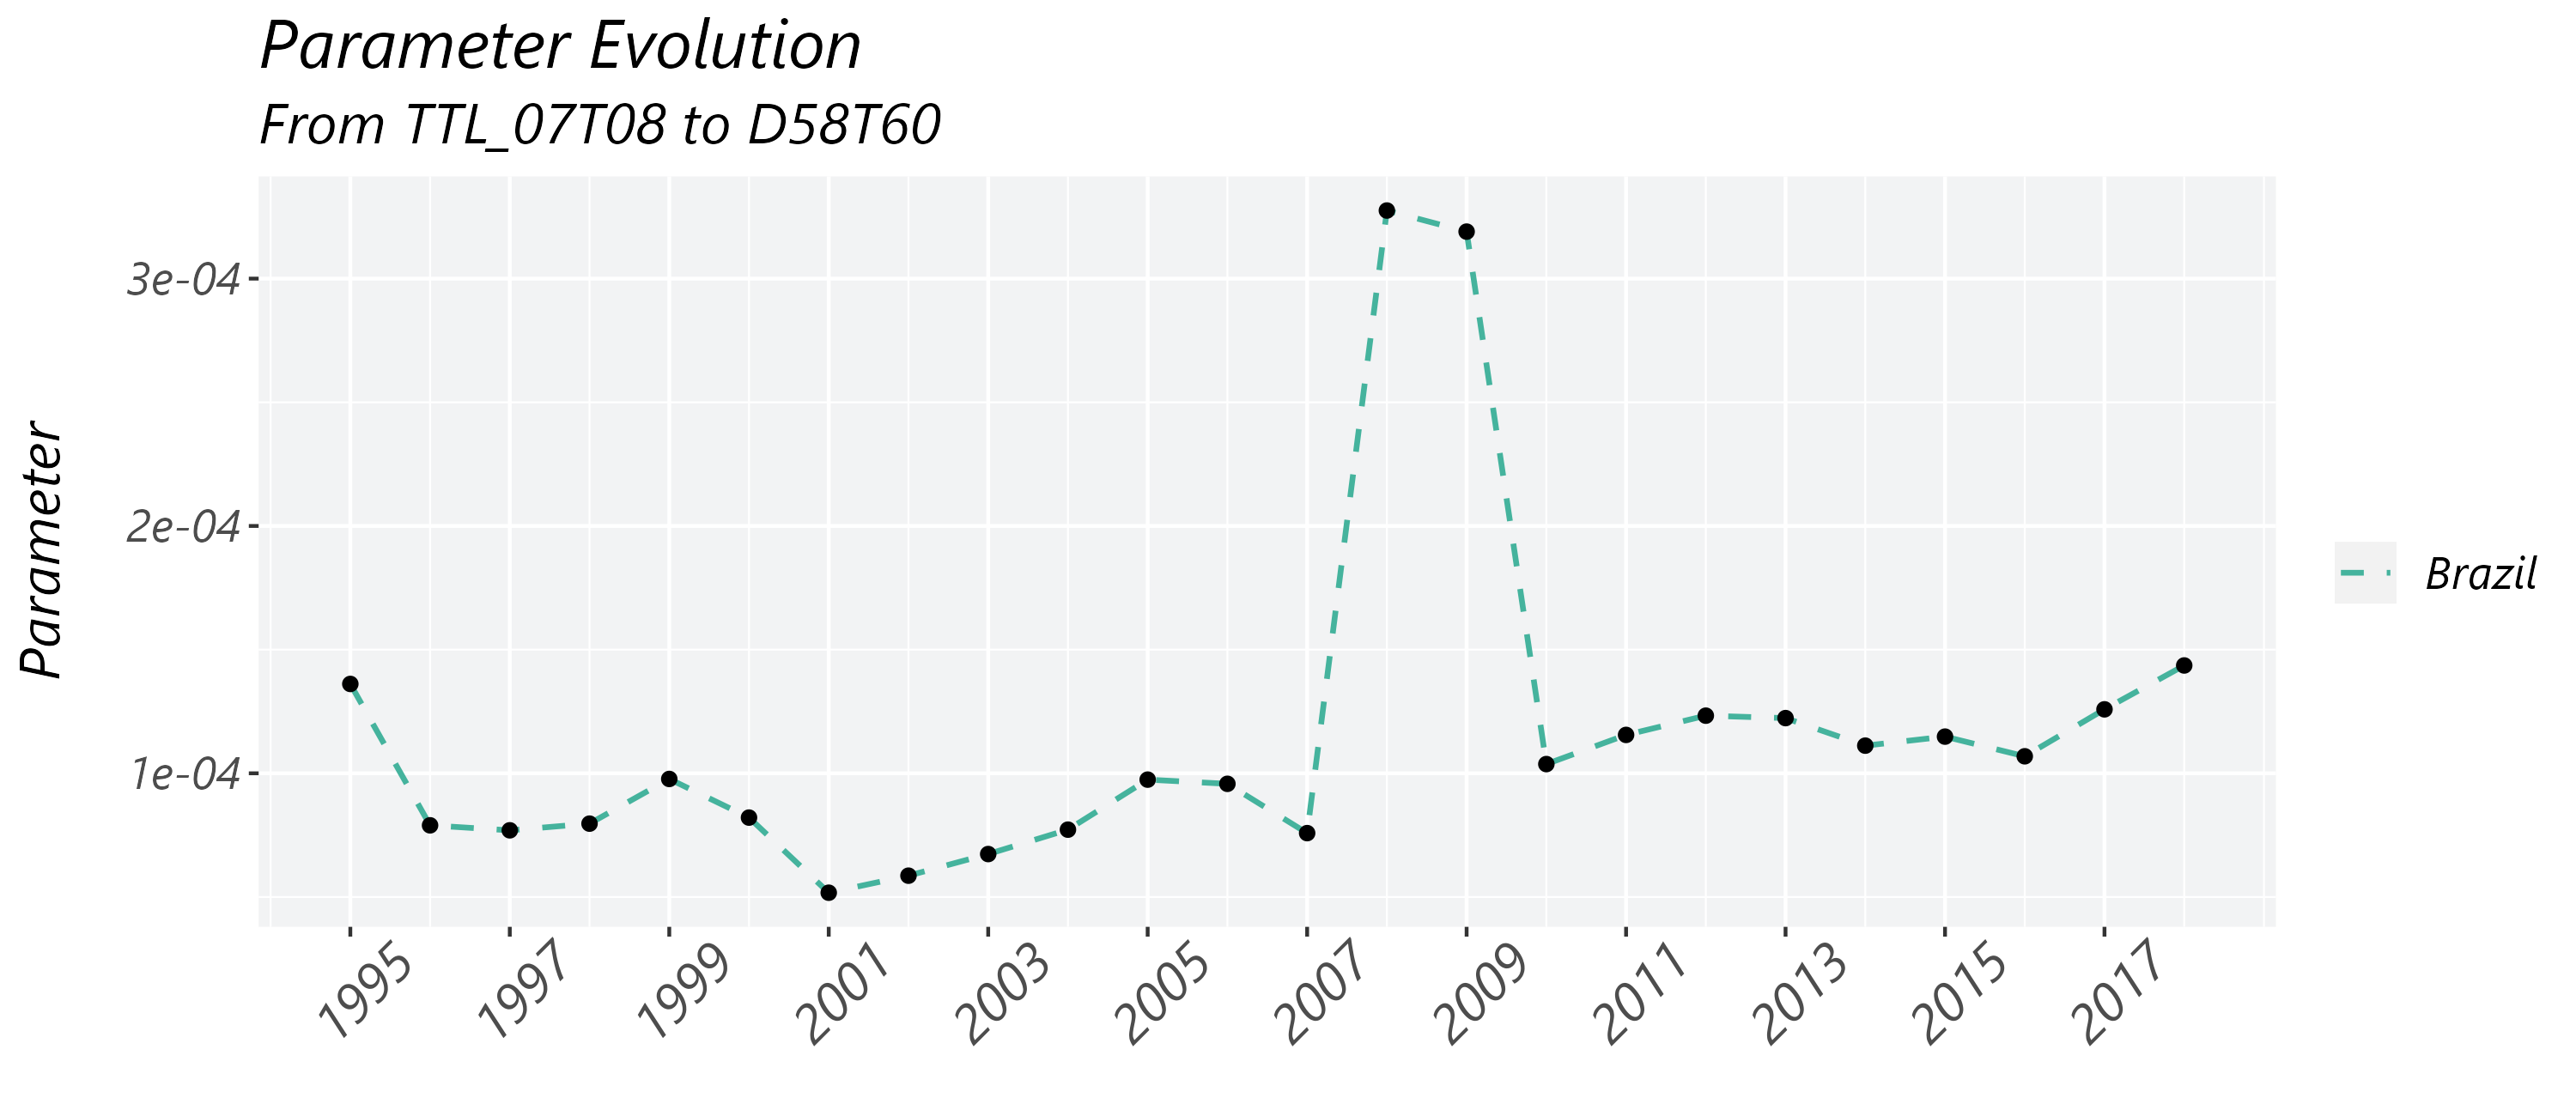 Parameter Evolution
From TTL_07T08 to D58T60
Parameter
3e-04
2e-04
1e-04
1995
1997
1999
2001
2003
2005
2007
2009
2011
2013
2015
2017
Brazil